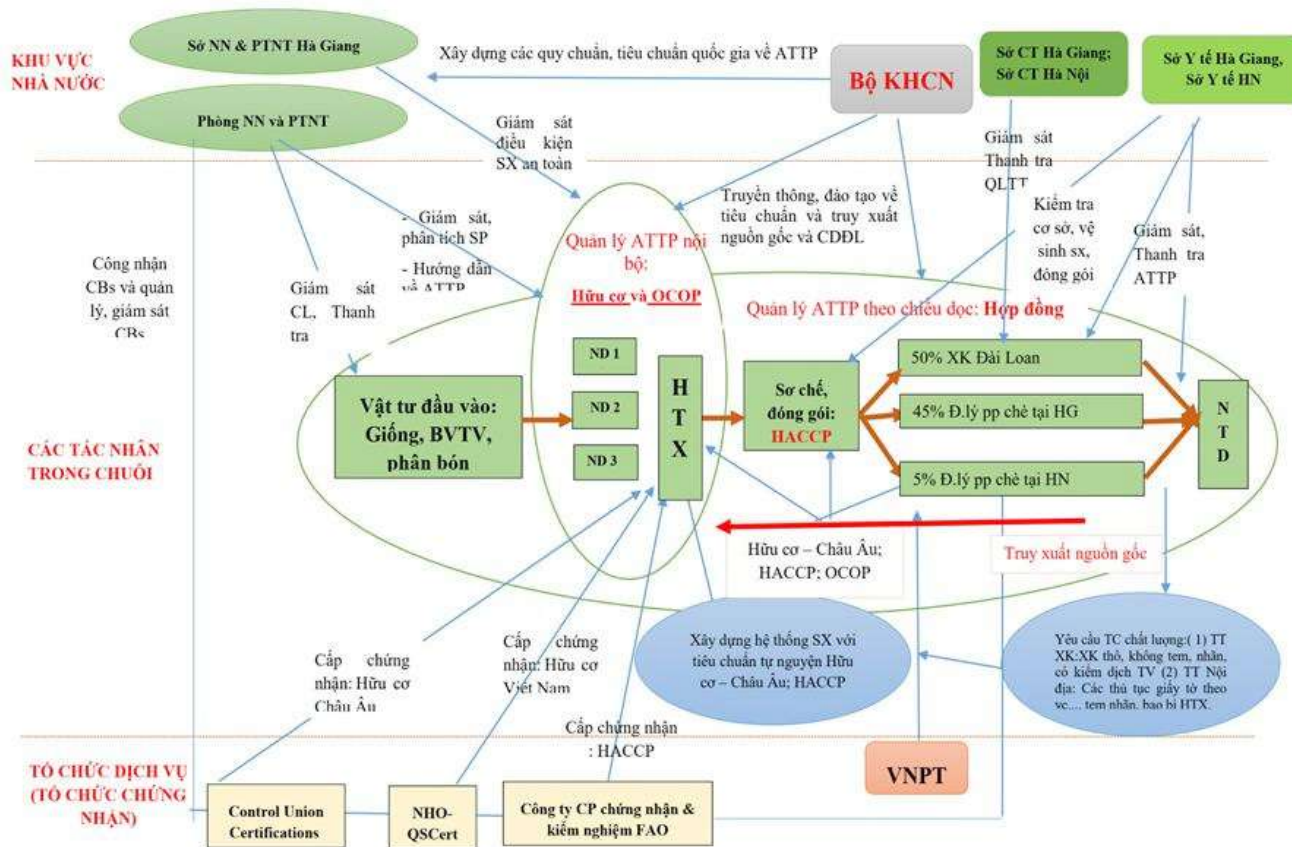 KHU VỰC
NHÀ NƯỚC
Sở NN & PTNT Hà Giang
Phòng NN và PTNT
Xây dựng các quy chuẩn, tiêu chuẩn quốc gia về ATTP
Bộ KHCN
Sở CT Hà Giang;
Sở CT Hà Nội
Sở Y tế Hà Giang,
Sở Y tế HN
Giám sát
điều kiện
SX an toàn
Giám sát
Thanh tra
QLTT
- Giám sát,
phân tích SP
- Hướng dẫn
về ATTP
Truyền thông, đào tạo về
tiêu chuẩn và truy xuất
nguồn gốc và CDĐL
Kiểm tra
cơ sở, vệ
sinh sx,
đóng gói
Giám sát,
Thanh tra
ATTP
Công nhận
CBs và quản
lý, giám sát
CBs
Giám sát
CL, Thanh
tra
Quản lý ATTP nội
bộ:
Hữu cơ và OCOP
Quản lý ATTP theo chiều dọc: Hợp đồng
CÁC TÁC NHÂN
TRONG CHUỖI
Vật tư đầu vào:
Giống, BVTV,
phân bón
ND 1
ND 2
ND 3
H
T
X
Sơ chế,
đóng gói:
HACCP
50% XK Đài Loan
45% Đ.lý pp chè tại HG
5% Đ.lý pp chè tại HN
N
T
D
Hữu cơ – Châu Âu;
HACCP; OCOP
Truy xuất nguồn gốc
Xây dựng hệ thống SX với
tiêu chuẩn tự nguyện Hữu
cơ – Châu Âu; HACCP
Yêu cầu TC chất lượng:( 1) TT
XK:XK thô, không tem, nhãn,
có kiểm dịch TV (2) TT Nội
địa: Các thủ tục giấy tờ theo
yc..., tem nhãn, bao bì HTX.
Cấp chứng
nhận: Hữu cơ
Châu Âu
Cấp chứng
nhận: Hữu cơ
Việt Nam
Cấp chứng nhận
: HACCP
TỔ CHỨC DỊCH VỤ
(TỔ CHỨC CHỨNG
NHẬN)
Control Union
Certifications
NHO-
QSCert
Công ty CP chứng nhận &
kiểm nghiệm FAO
VNPT